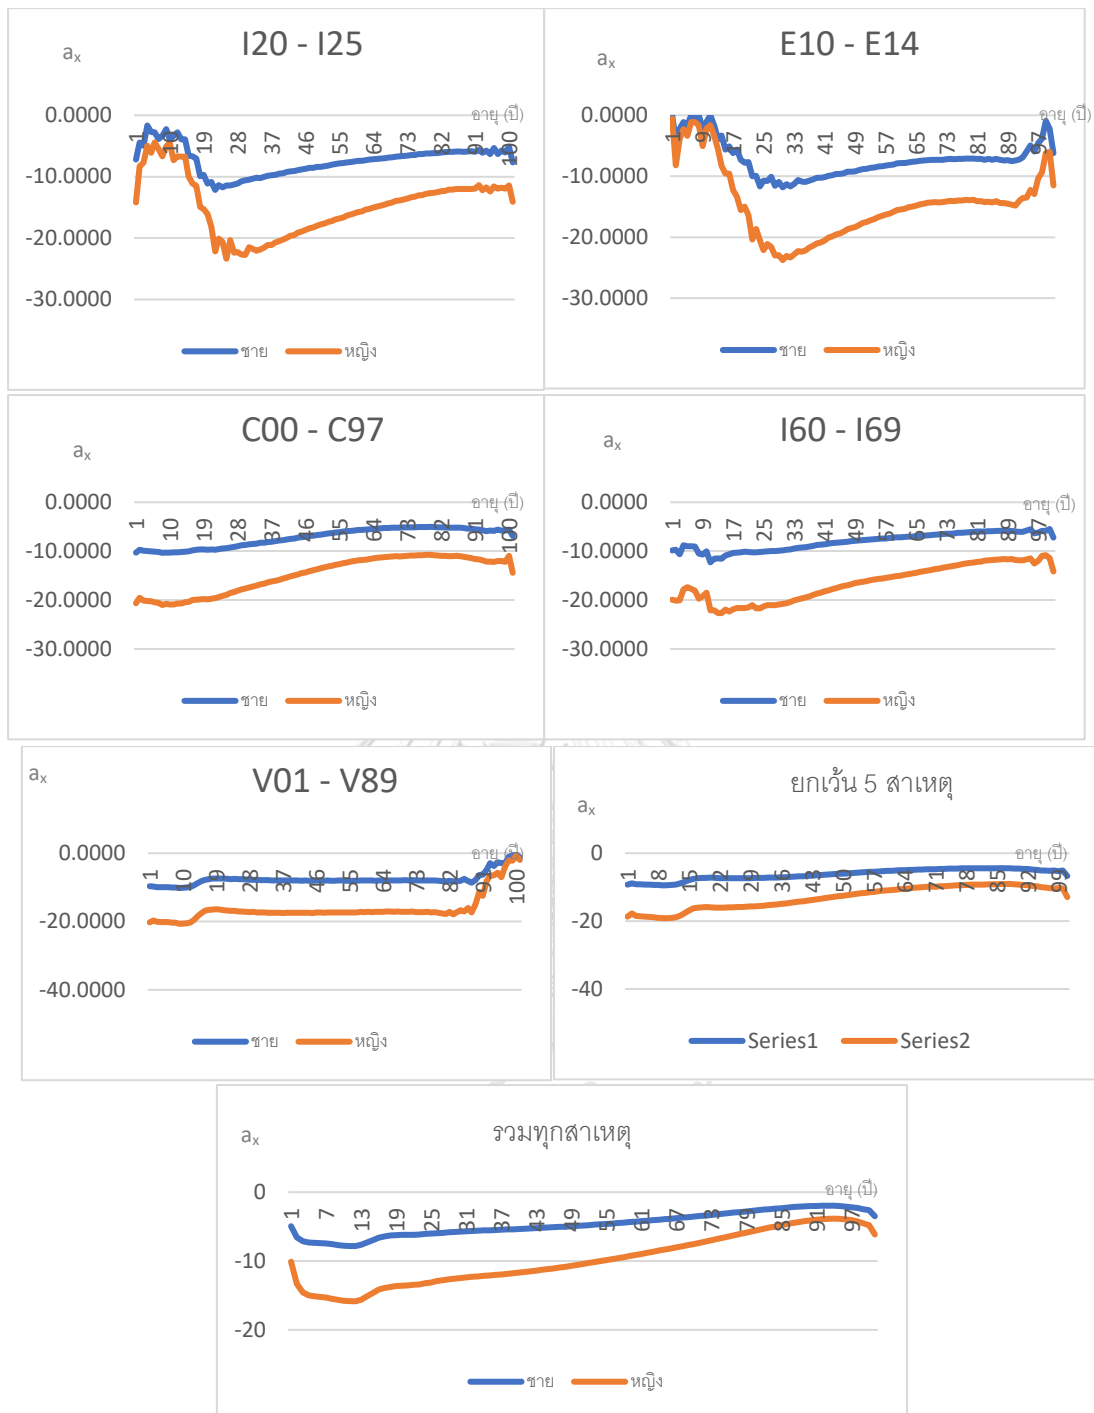 I20 - I25
aₓ
อายุ (ปี)
0.0000
-10.0000
-20.0000
-30.0000
1 10 19 28 37 46 55 64 73 82 91 100
ชาย หญิง
E10 - E14
aₓ
อายุ (ปี)
0.0000
-10.0000
-20.0000
-30.0000
1 9 17 25 33 41 49 57 65 73 81 89 97
ชาย หญิง
C00 - C97
aₓ
อายุ (ปี)
0.0000
-10.0000
-20.0000
-30.0000
1 10 19 28 37 46 55 64 73 82 91 100
ชาย หญิง
I60 - I69
aₓ
อายุ (ปี)
0.0000
-10.0000
-20.0000
-30.0000
1 9 17 25 33 41 49 57 65 73 81 89 97
ชาย หญิง
V01 - V89
aₓ
อายุ (ปี)
0.0000
-20.0000
-40.0000
1 10 19 28 37 46 55 64 73 82 91 100
ชาย หญิง
ยกเว้น 5 สาเหตุ
aₓ
อายุ (ปี)
0
-20
-40
1 8 15 22 29 36 43 50 57 64 71 78 85 92 99
Series1 Series2
รวมทุกสาเหตุ
aₓ
อายุ (ปี)
0
-10
-20
1 7 13 19 25 31 37 43 49 55 61 67 73 79 85 91 97
ชาย หญิง